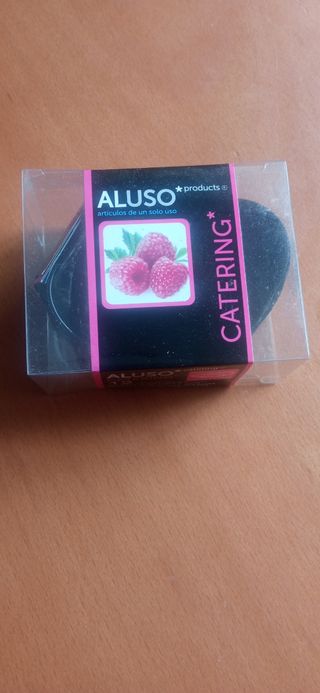 ALUSO*products®
artículos de un solo uso
CATERING*
ALUSO*